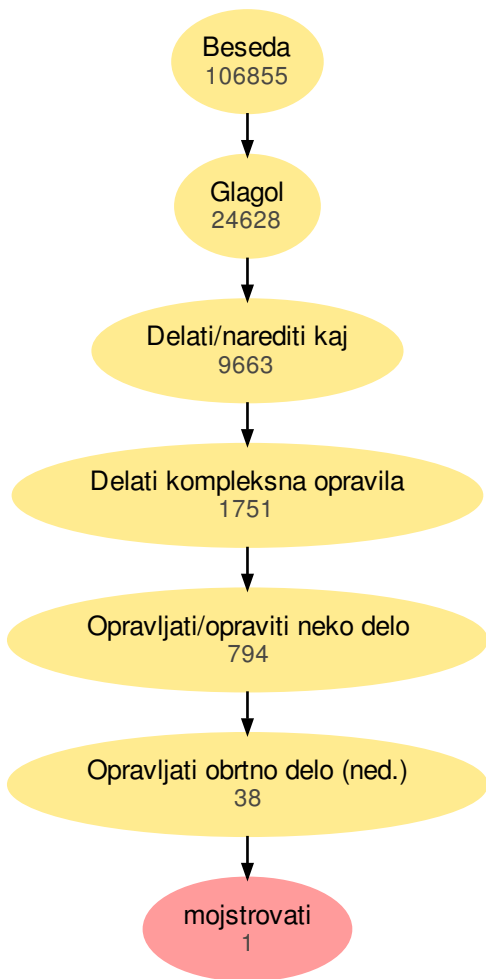 Beseda
106855
Glagol
24628
Delati/narediti kaj
9663
Delati kompleksna opravila
1751
Opravljati/opraviti neko delo
794
Opravljati obrtno delo (ned.)
38
mojstrovati
1